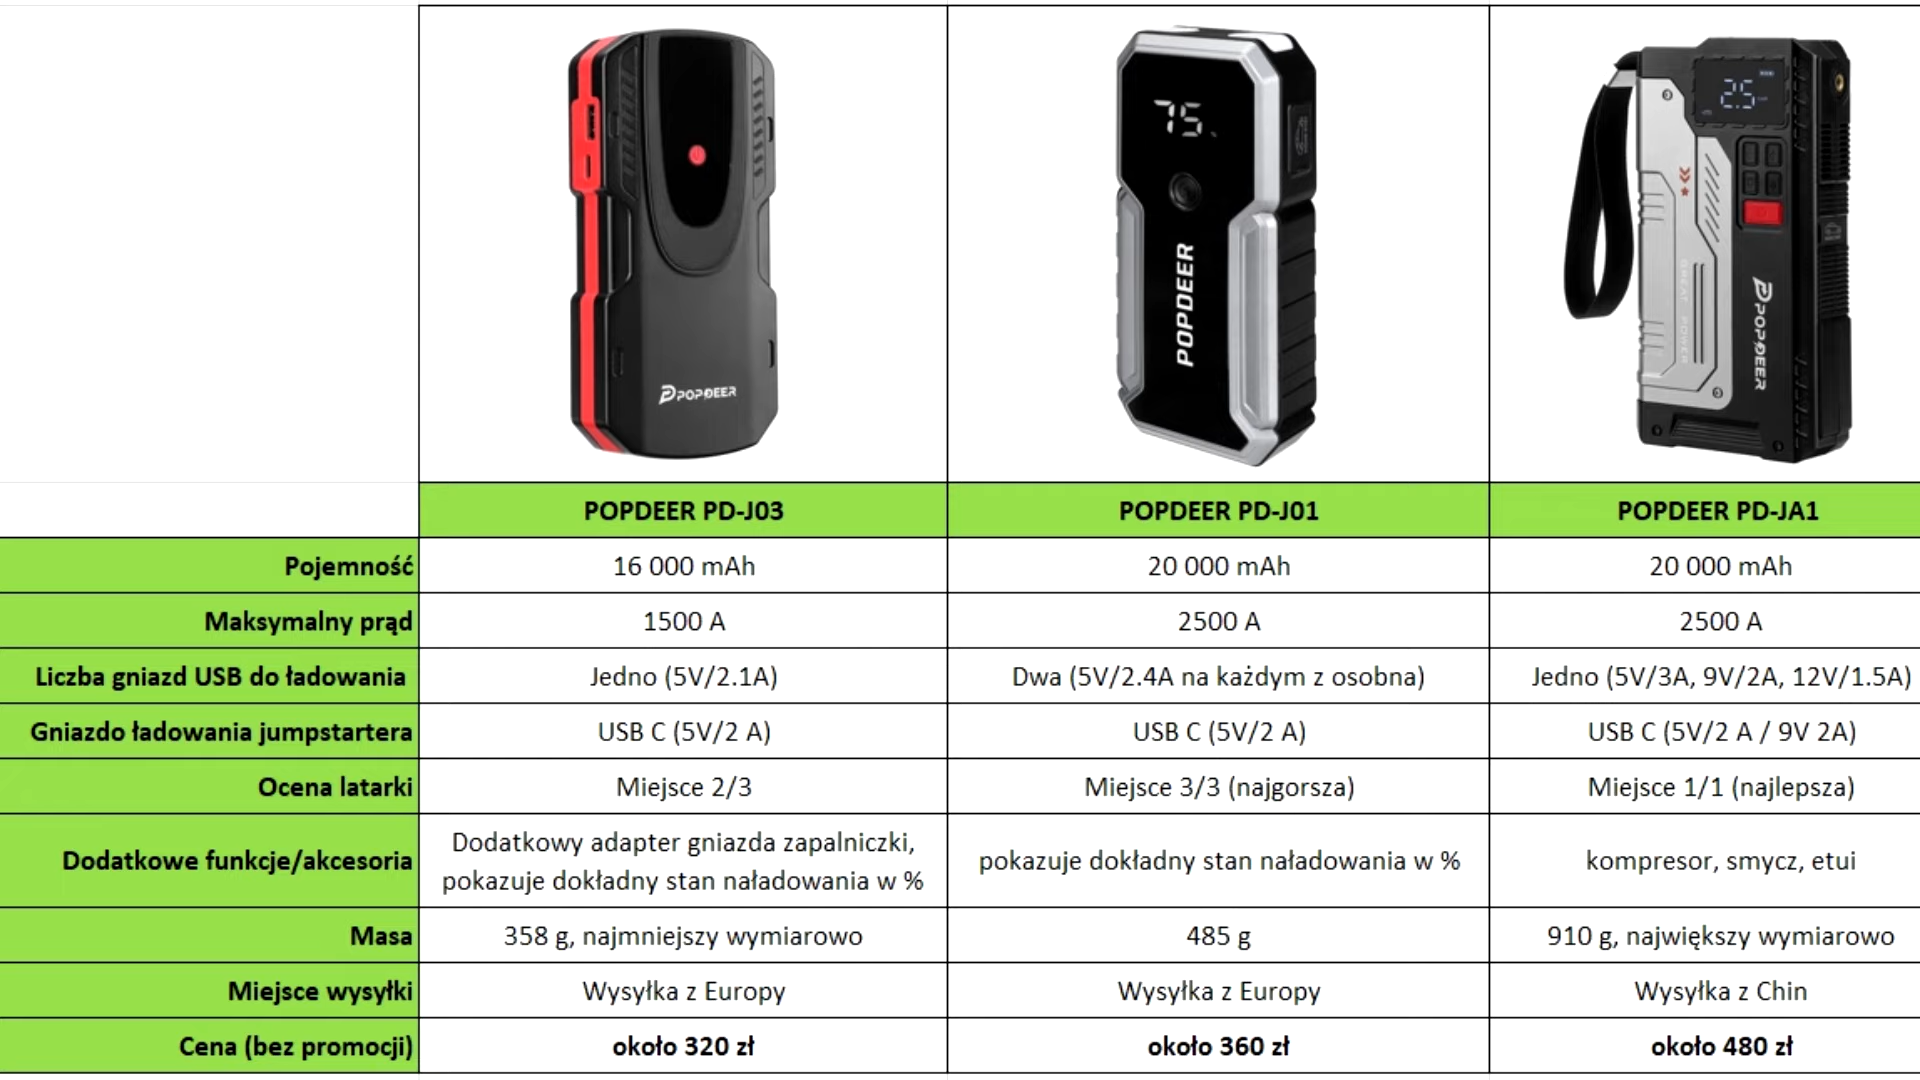 75
25
POPDEER
POPDEER
GREAT POWER
POPDEER
POPDEER PD-J03 POPDEER PD-J01 POPDEER PD-JA1
Pojemność 16 000 mAh 20 000 mAh 20 000 mAh
Maksymalny prąd 1500 A 2500 A 2500 A
Liczba gniazd USB do ładowania Jedno (5V/2.1A) Dwa (5V/2.4A na każdym z osobna) Jedno (5V/3A, 9V/2A, 12V/1.5A)
Gniazdo ładowania jumpstartera USB C (5V/2 A) USB C (5V/2 A) USB C (5V/2 A / 9V 2A)
Ocena latarki Miejsce 2/3 Miejsce 3/3 (najgorsza) Miejsce 1/1 (najlepsza)
Dodatkowe funkcje/akcesoria Dodatkowy adapter gniazda zapalniczki, pokazuje dokładny stan naładowania w % pokazuje dokładny stan naładowania w % kompresor, smycz, etui
Masa 358 g, najmniejszy wymiarowo 485 g 910 g, największy wymiarowo
Miejsce wysyłki Wysyłka z Europy Wysyłka z Europy Wysyłka z Chin
Cena (bez promocji) około 320 zł około 360 zł około 480 zł